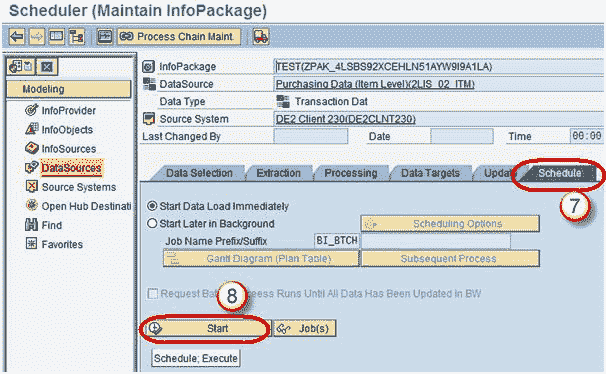 Scheduler (Maintain InfoPackage)
Process Chain Maint.
Modeling
InfoProvider
InfoObjects
InfoSources
DataSources
Source Systems
Open Hub Destinati
Find
Favorites
InfoPackage TEST(ZPAK_4LSBS92XCEHLN51AYW9I9A1LA)
DataSource Purchasing Data (Item Level)(2LIS_02_ITM)
Data Type Transaction Dat
Source System DE2 Client 230(DE2CLNT230)
Last Changed By Date Time 00:00
Data Selection Extraction Processing Data Targets Updat Schedule
7
Start Data Load Immediately
Start Later in Background Scheduling Options
Job Name Prefix/Suffix BI_BTCH
Gantt Diagram (Plan Table) Subsequent Process
Request Bat ess Runs Until All Data Has Been Updated in BW
8
Start Job(s)
Schedule; Execute